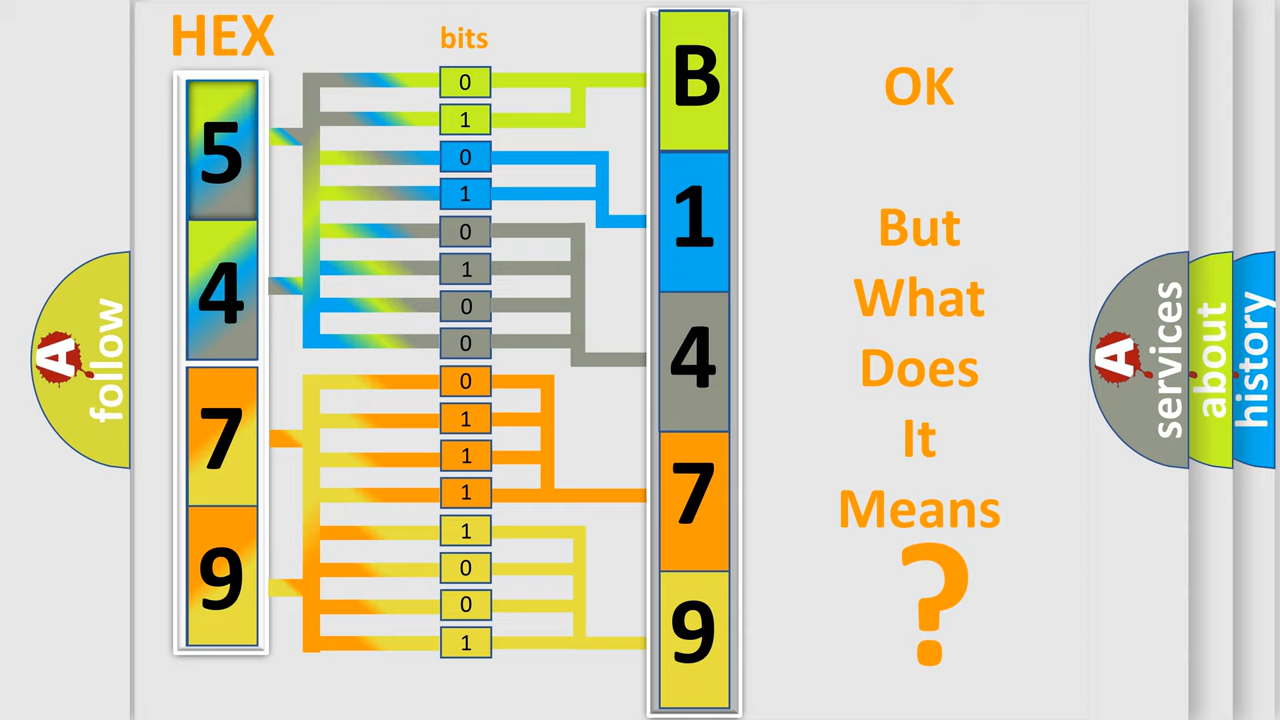 HEX
bits
5
4
7
9
0
1
0
1
0
1
0
0
0
1
1
1
1
0
0
1
B
1
4
7
9
OK
But
What
Does
It
Means
?
A
follow
A
services
about
history